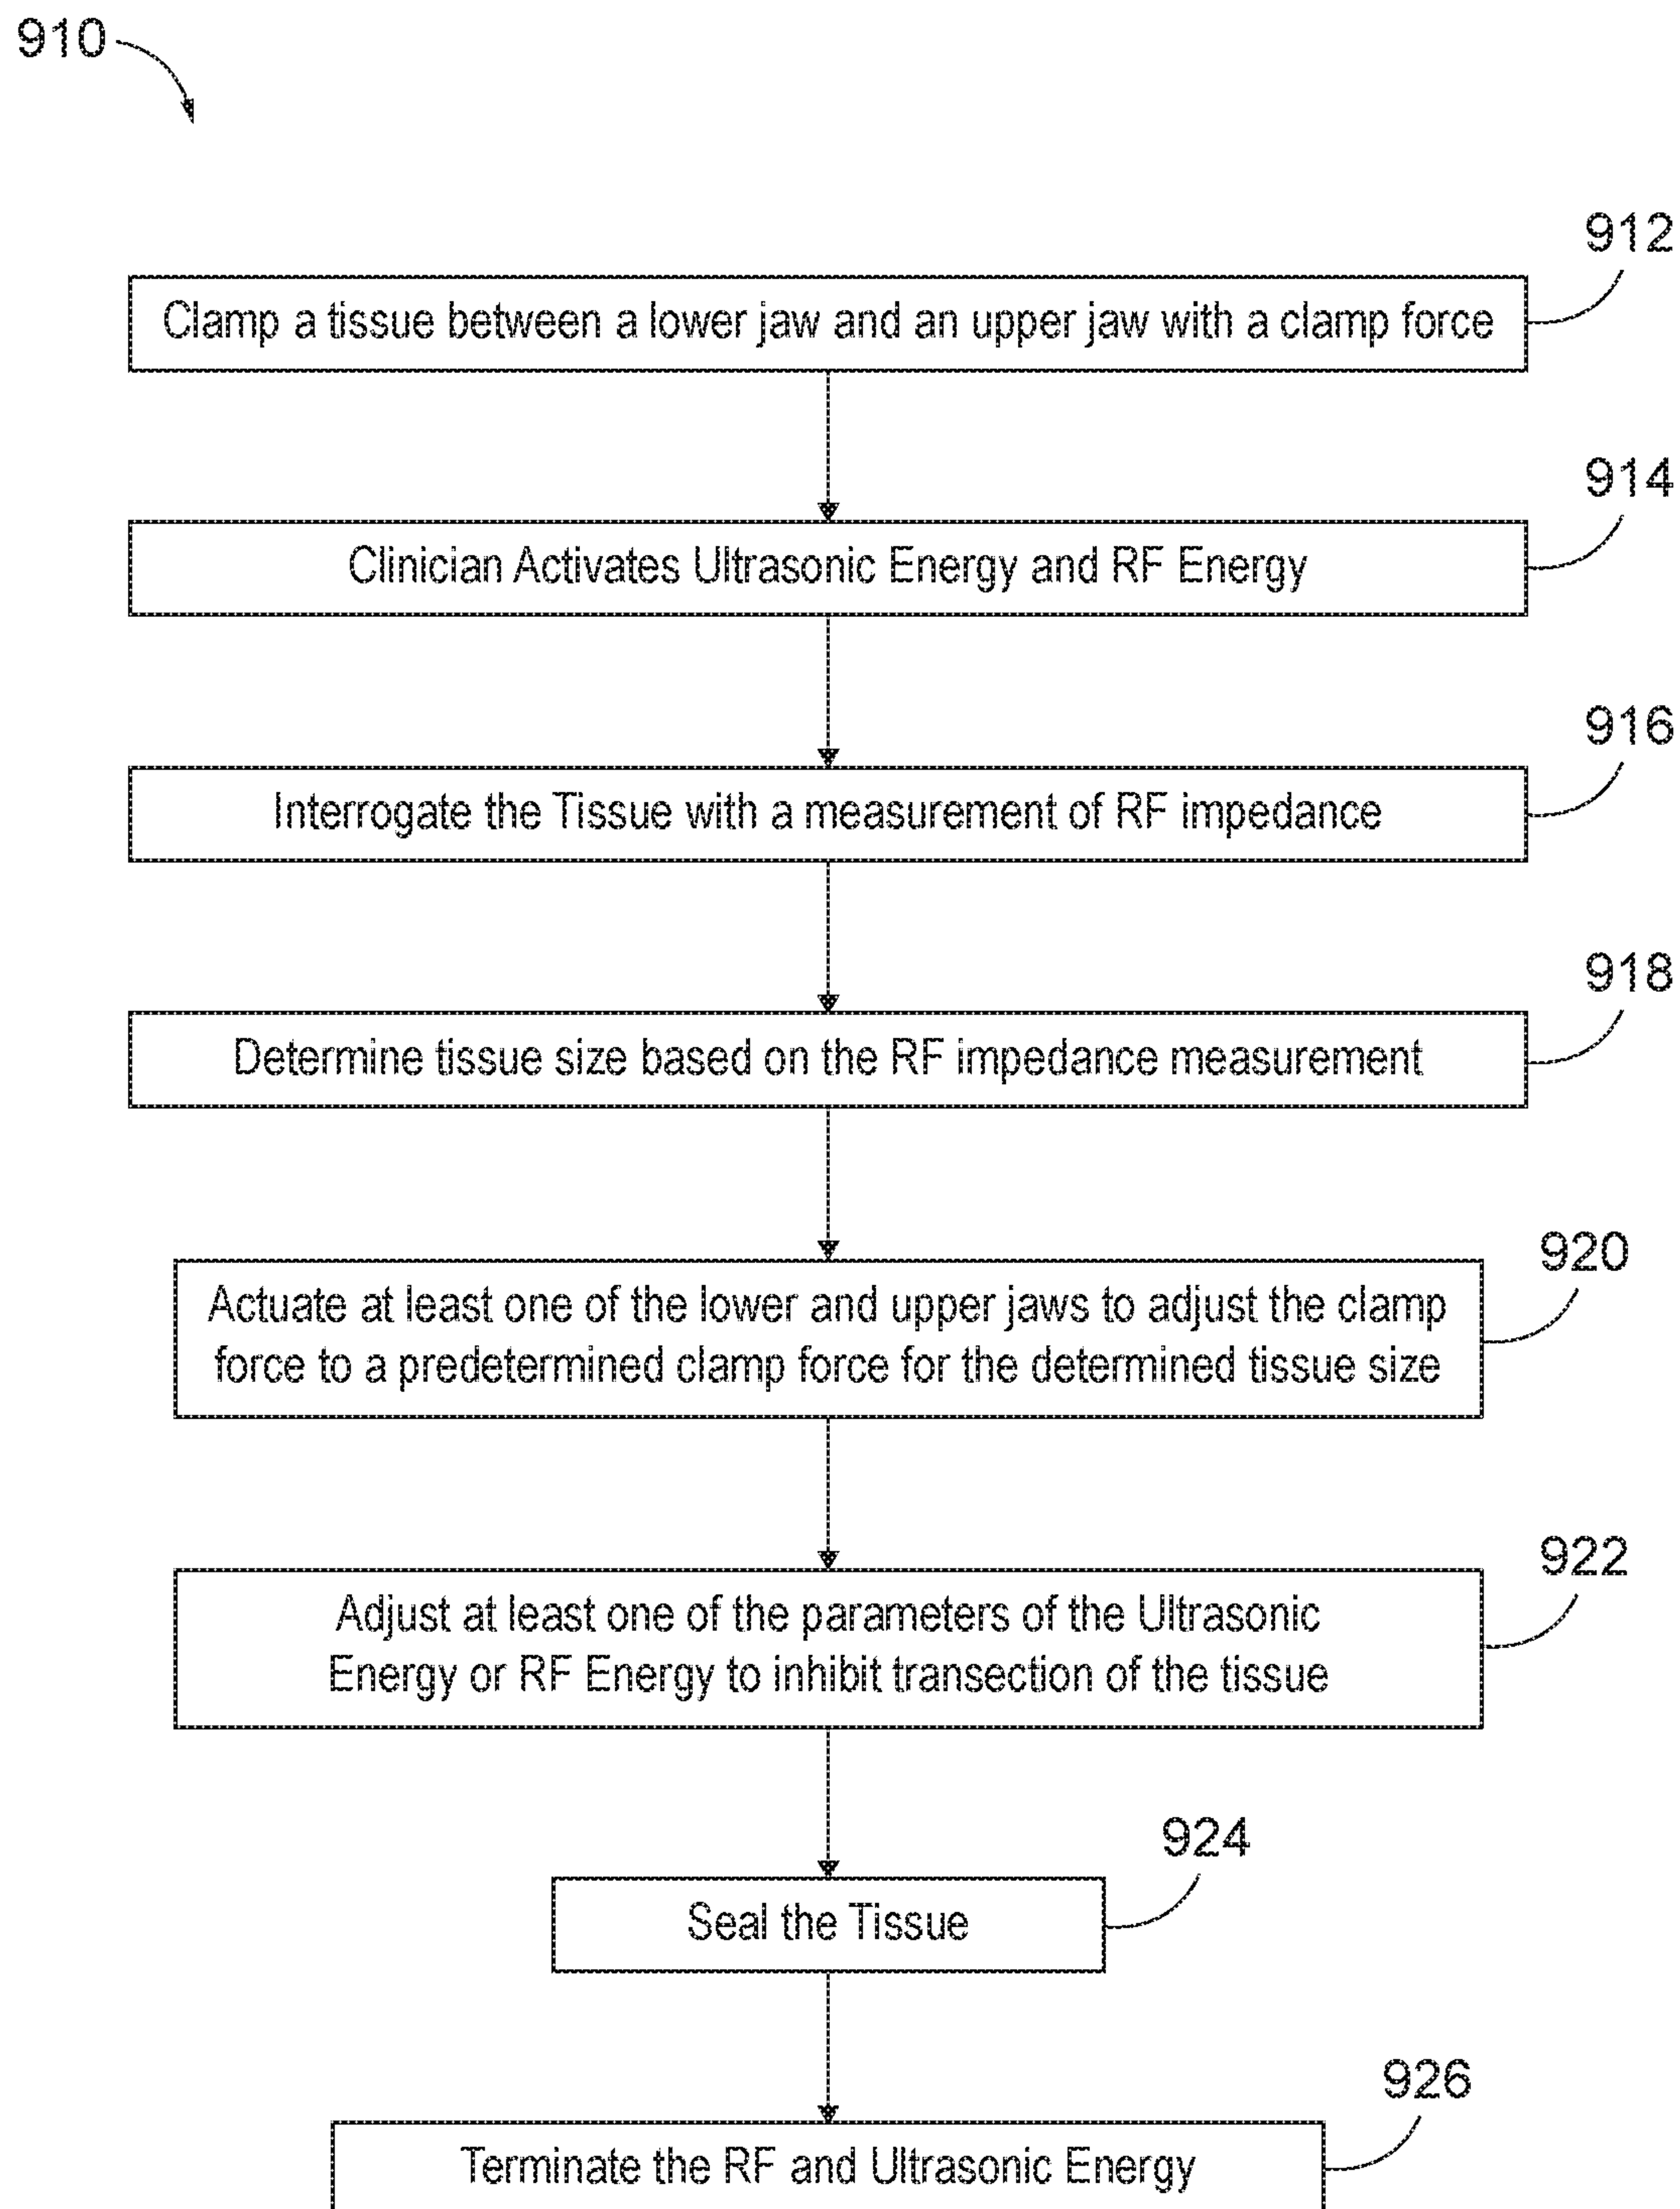 910
912
Clamp a tissue between a lower jaw and an upper jaw with a clamp force
914
Clinician Activates Ultrasonic Energy and RF Energy
916
Interrogate the Tissue with a measurement of RF impedance
918
Determine tissue size based on the RF impedance measurement
920
Actuate at least one of the lower and upper jaws to adjust the clamp
force to a predetermined clamp force for the determined tissue size
922
Adjust at least one of the parameters of the Ultrasonic
Energy or RF Energy to inhibit transection of the tissue
924
Seal the Tissue
926
Terminate the RF and Ultrasonic Energy